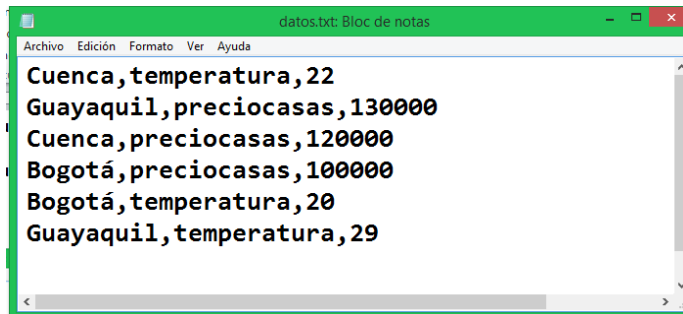 datos.txt: Bloc de notas
Archivo Edición Formato Ver Ayuda
Cuenca,temperatura,22
Guayaquil,preciocasas,130000
Cuenca,preciocasas,120000
Bogotá,preciocasas,100000
Bogotá,temperatura,20
Guayaquil,temperatura,29